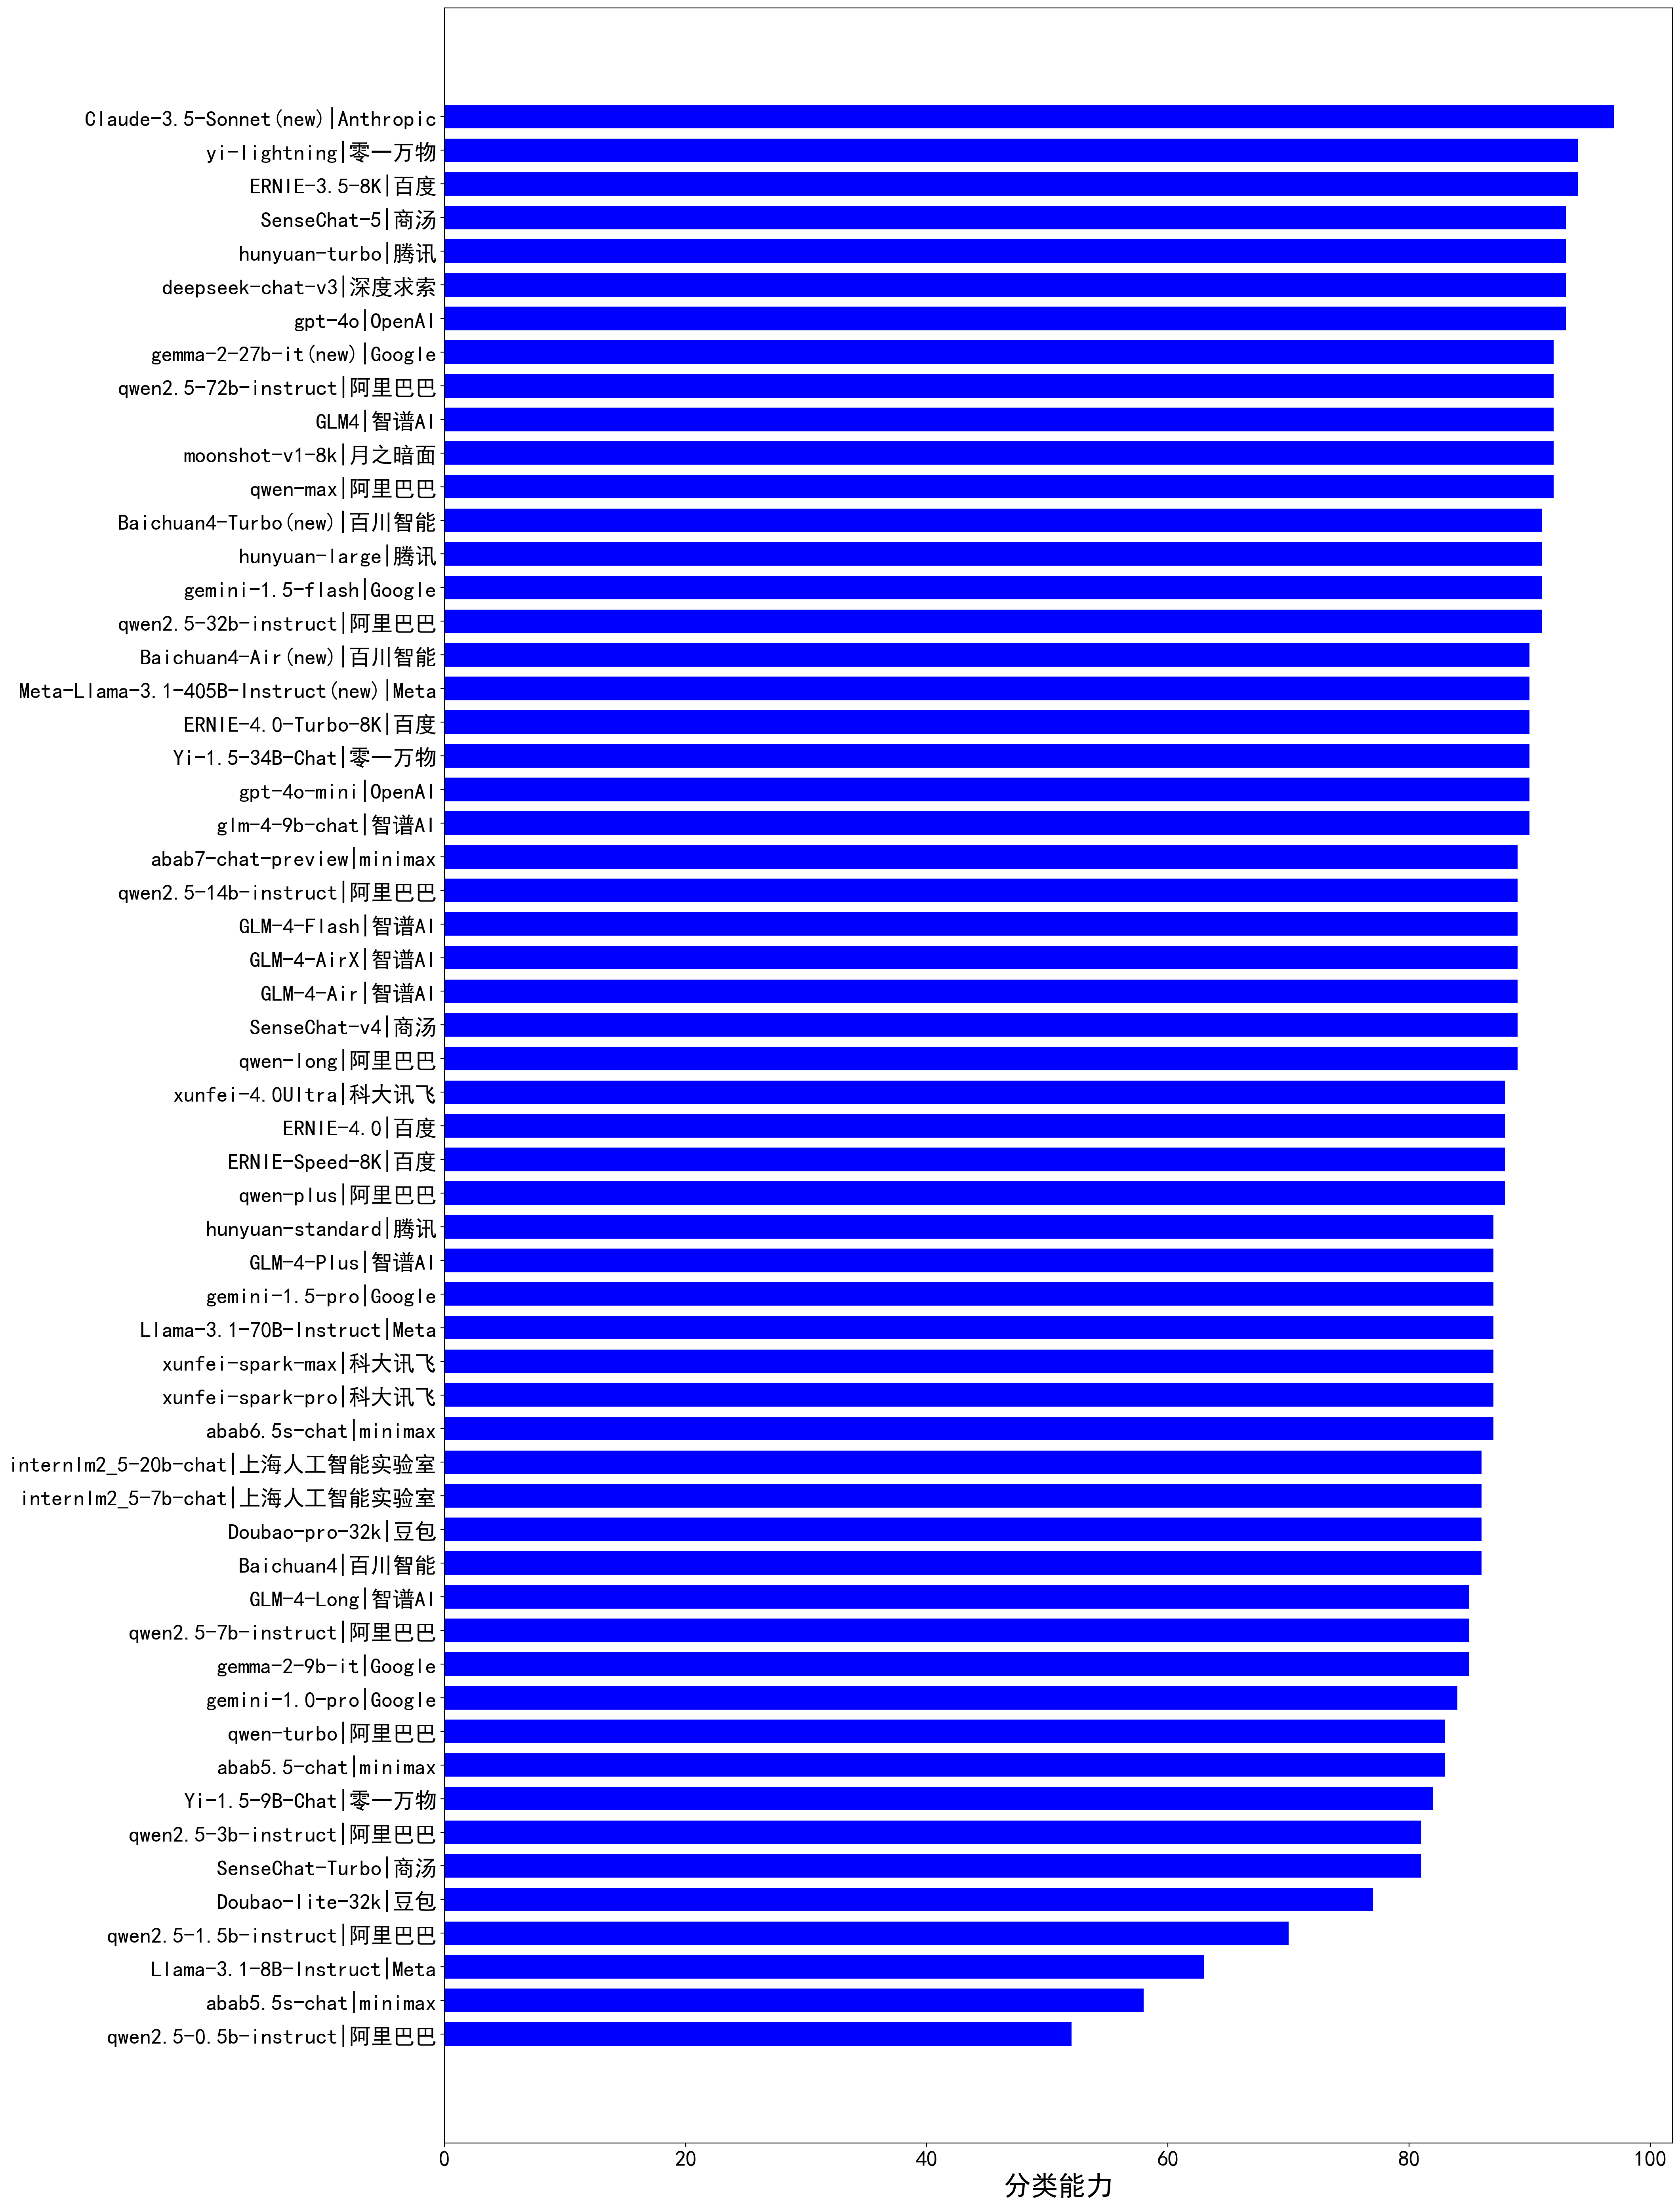 Claude-3.5-Sonnet(new)|Anthropic
yi-lightning|零一万物
ERNIE-3.5-8K|百度
SenseChat-5|商汤
hunyuan-turbo|腾讯
deepseek-chat-v3|深度求索
gpt-4o|OpenAI
gemma-2-27b-it(new)|Google
qwen2.5-72b-instruct|阿里巴巴
GLM4|智谱AI
moonshot-v1-8k|月之暗面
qwen-max|阿里巴巴
Baichuan4-Turbo(new)|百川智能
hunyuan-large|腾讯
gemini-1.5-flash|Google
qwen2.5-32b-instruct|阿里巴巴
Baichuan4-Air(new)|百川智能
Meta-Llama-3.1-405B-Instruct(new)|Meta
ERNIE-4.0-Turbo-8K|百度
Yi-1.5-34B-Chat|零一万物
gpt-4o-mini|OpenAI
glm-4-9b-chat|智谱AI
abab7-chat-preview|minimax
qwen2.5-14b-instruct|阿里巴巴
GLM-4-Flash|智谱AI
GLM-4-AirX|智谱AI
GLM-4-Air|智谱AI
SenseChat-v4|商汤
qwen-long|阿里巴巴
xunfei-4.0Ultra|科大讯飞
ERNIE-4.0|百度
ERNIE-Speed-8K|百度
qwen-plus|阿里巴巴
hunyuan-standard|腾讯
GLM-4-Plus|智谱AI
gemini-1.5-pro|Google
Llama-3.1-70B-Instruct|Meta
xunfei-spark-max|科大讯飞
xunfei-spark-pro|科大讯飞
abab6.5s-chat|minimax
internlm2_5-20b-chat|上海人工智能实验室
internlm2_5-7b-chat|上海人工智能实验室
Doubao-pro-32k|豆包
Baichuan4|百川智能
GLM-4-Long|智谱AI
qwen2.5-7b-instruct|阿里巴巴
gemma-2-9b-it|Google
gemini-1.0-pro|Google
qwen-turbo|阿里巴巴
abab5.5-chat|minimax
Yi-1.5-9B-Chat|零一万物
qwen2.5-3b-instruct|阿里巴巴
SenseChat-Turbo|商汤
Doubao-lite-32k|豆包
qwen2.5-1.5b-instruct|阿里巴巴
Llama-3.1-8B-Instruct|Meta
abab5.5s-chat|minimax
qwen2.5-0.5b-instruct|阿里巴巴
0 20 40 60 80 100
分类能力